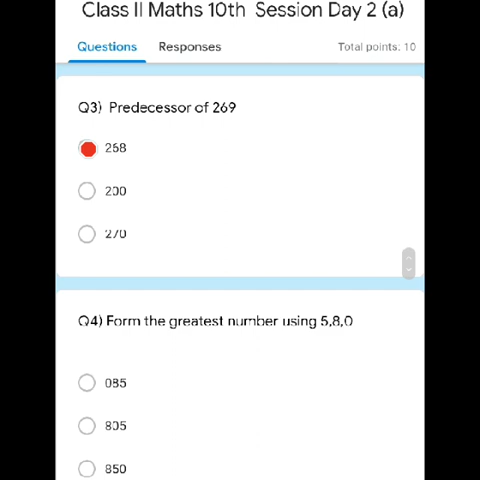 Class II Maths 10th Session Day 2 (a)
Questions Responses Total points: 10
Q3) Predecessor of 269
268
200
270
Q4) Form the greatest number using 5,8,0
085
805
850